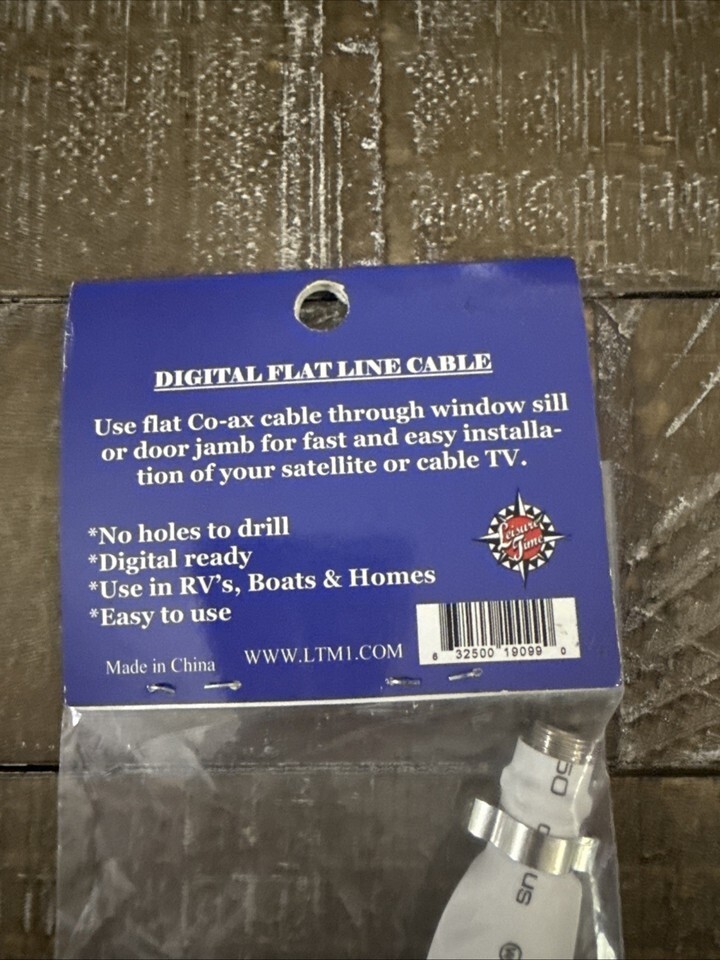 DIGITAL FLAT LINE CABLE
Use flat Co-ax cable through window sill
or door jamb for fast and easy installa-
tion of your satellite or cable TV.
*No holes to drill
*Digital ready
*Use in RV's, Boats & Homes
*Easy to use
Leisure
Time
Made in China
WWW.LTM1.COM
6 32500 19099 0
50
US